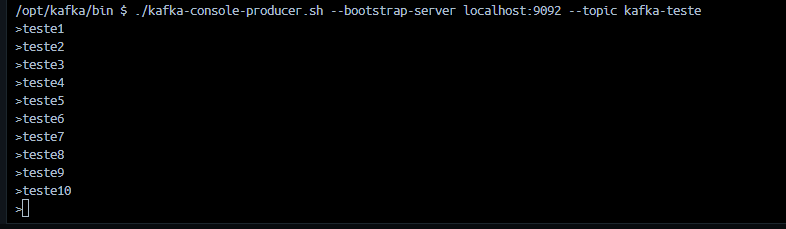 /opt/kafka/bin $ ./kafka-console-producer.sh --bootstrap-server localhost:9092 --topic kafka-teste
>teste1
>teste2
>teste3
>teste4
>teste5
>teste6
>teste7
>teste8
>teste9
>teste10
>